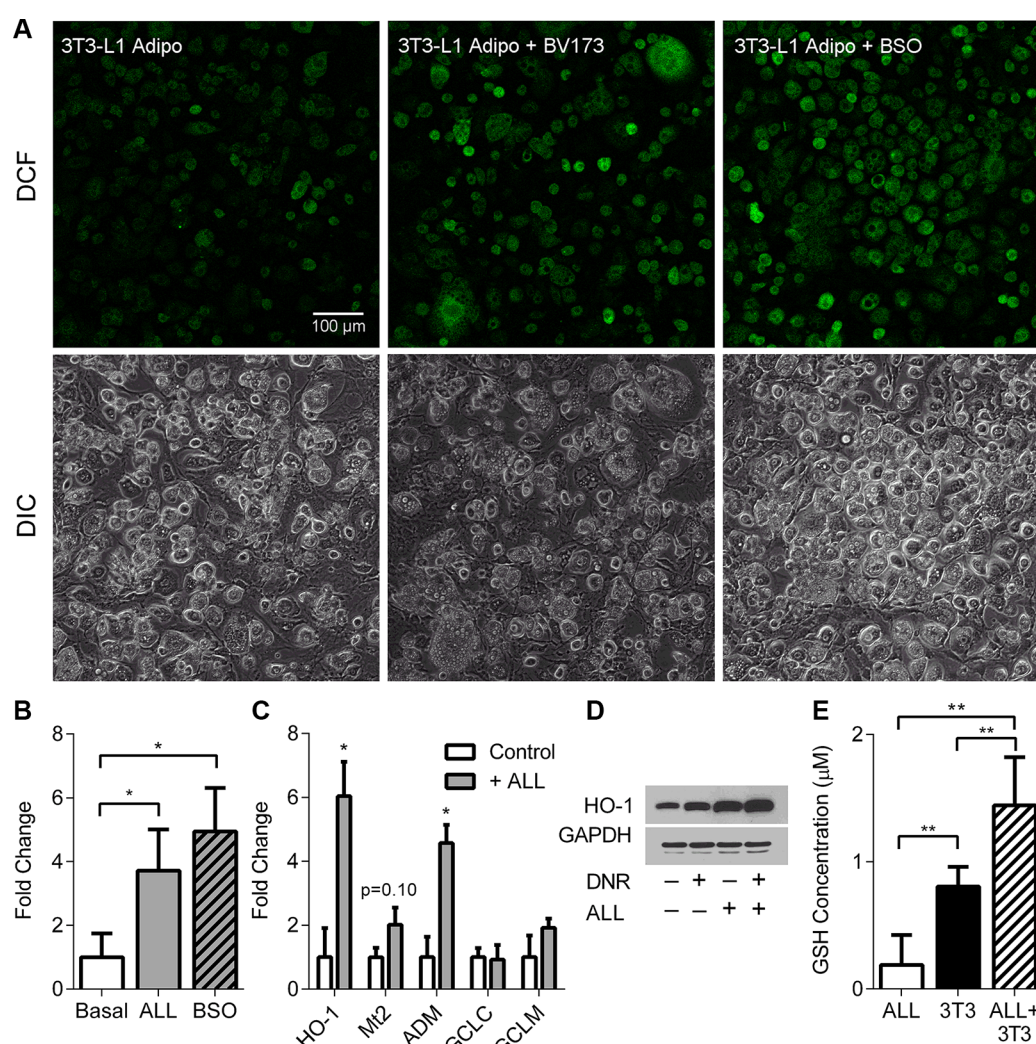 A
3T3-L1 Adipo
3T3-L1 Adipo + BV173
3T3-L1 Adipo + BSO
DCF
100 µm
DIC
B
8
6
4
2
0
Fold Change
*
*
Basal ALL BSO
C
8
6
4
2
0
Fold Change
*
p=0.10
*
Control
+ ALL
HO-1 Mt2 ADM GCLC GCLM
D
HO-1
GAPDH
DNR − + − +
ALL − − + +
E
2
1
0
GSH Concentration (µM)
**
**
**
ALL 3T3 ALL+
3T3